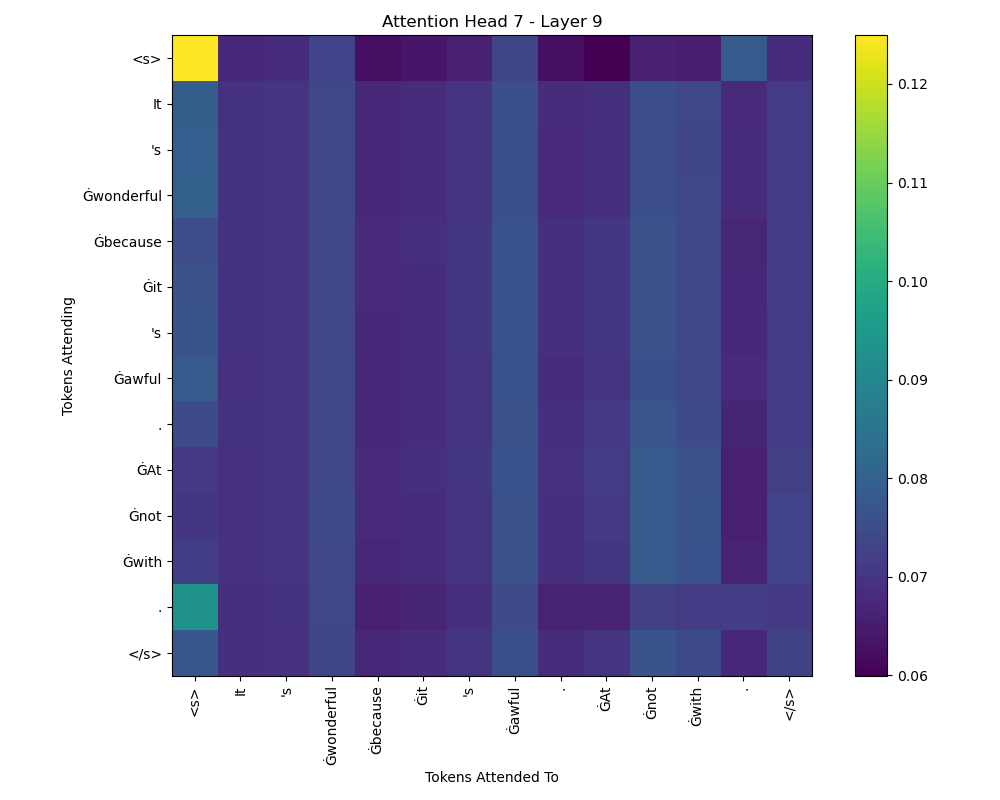 Attention Head 7 - Layer 9
<s>
It
's
Ġwonderful
Ġbecause
Ġit
's
Ġawful
.
ĠAt
Ġnot
Ġwith
.
</s>
Tokens Attending
<s>
It
's
Ġwonderful
Ġbecause
Ġit
's
Ġawful
.
ĠAt
Ġnot
Ġwith
.
</s>
Tokens Attended To
0.12
0.11
0.10
0.09
0.08
0.07
0.06